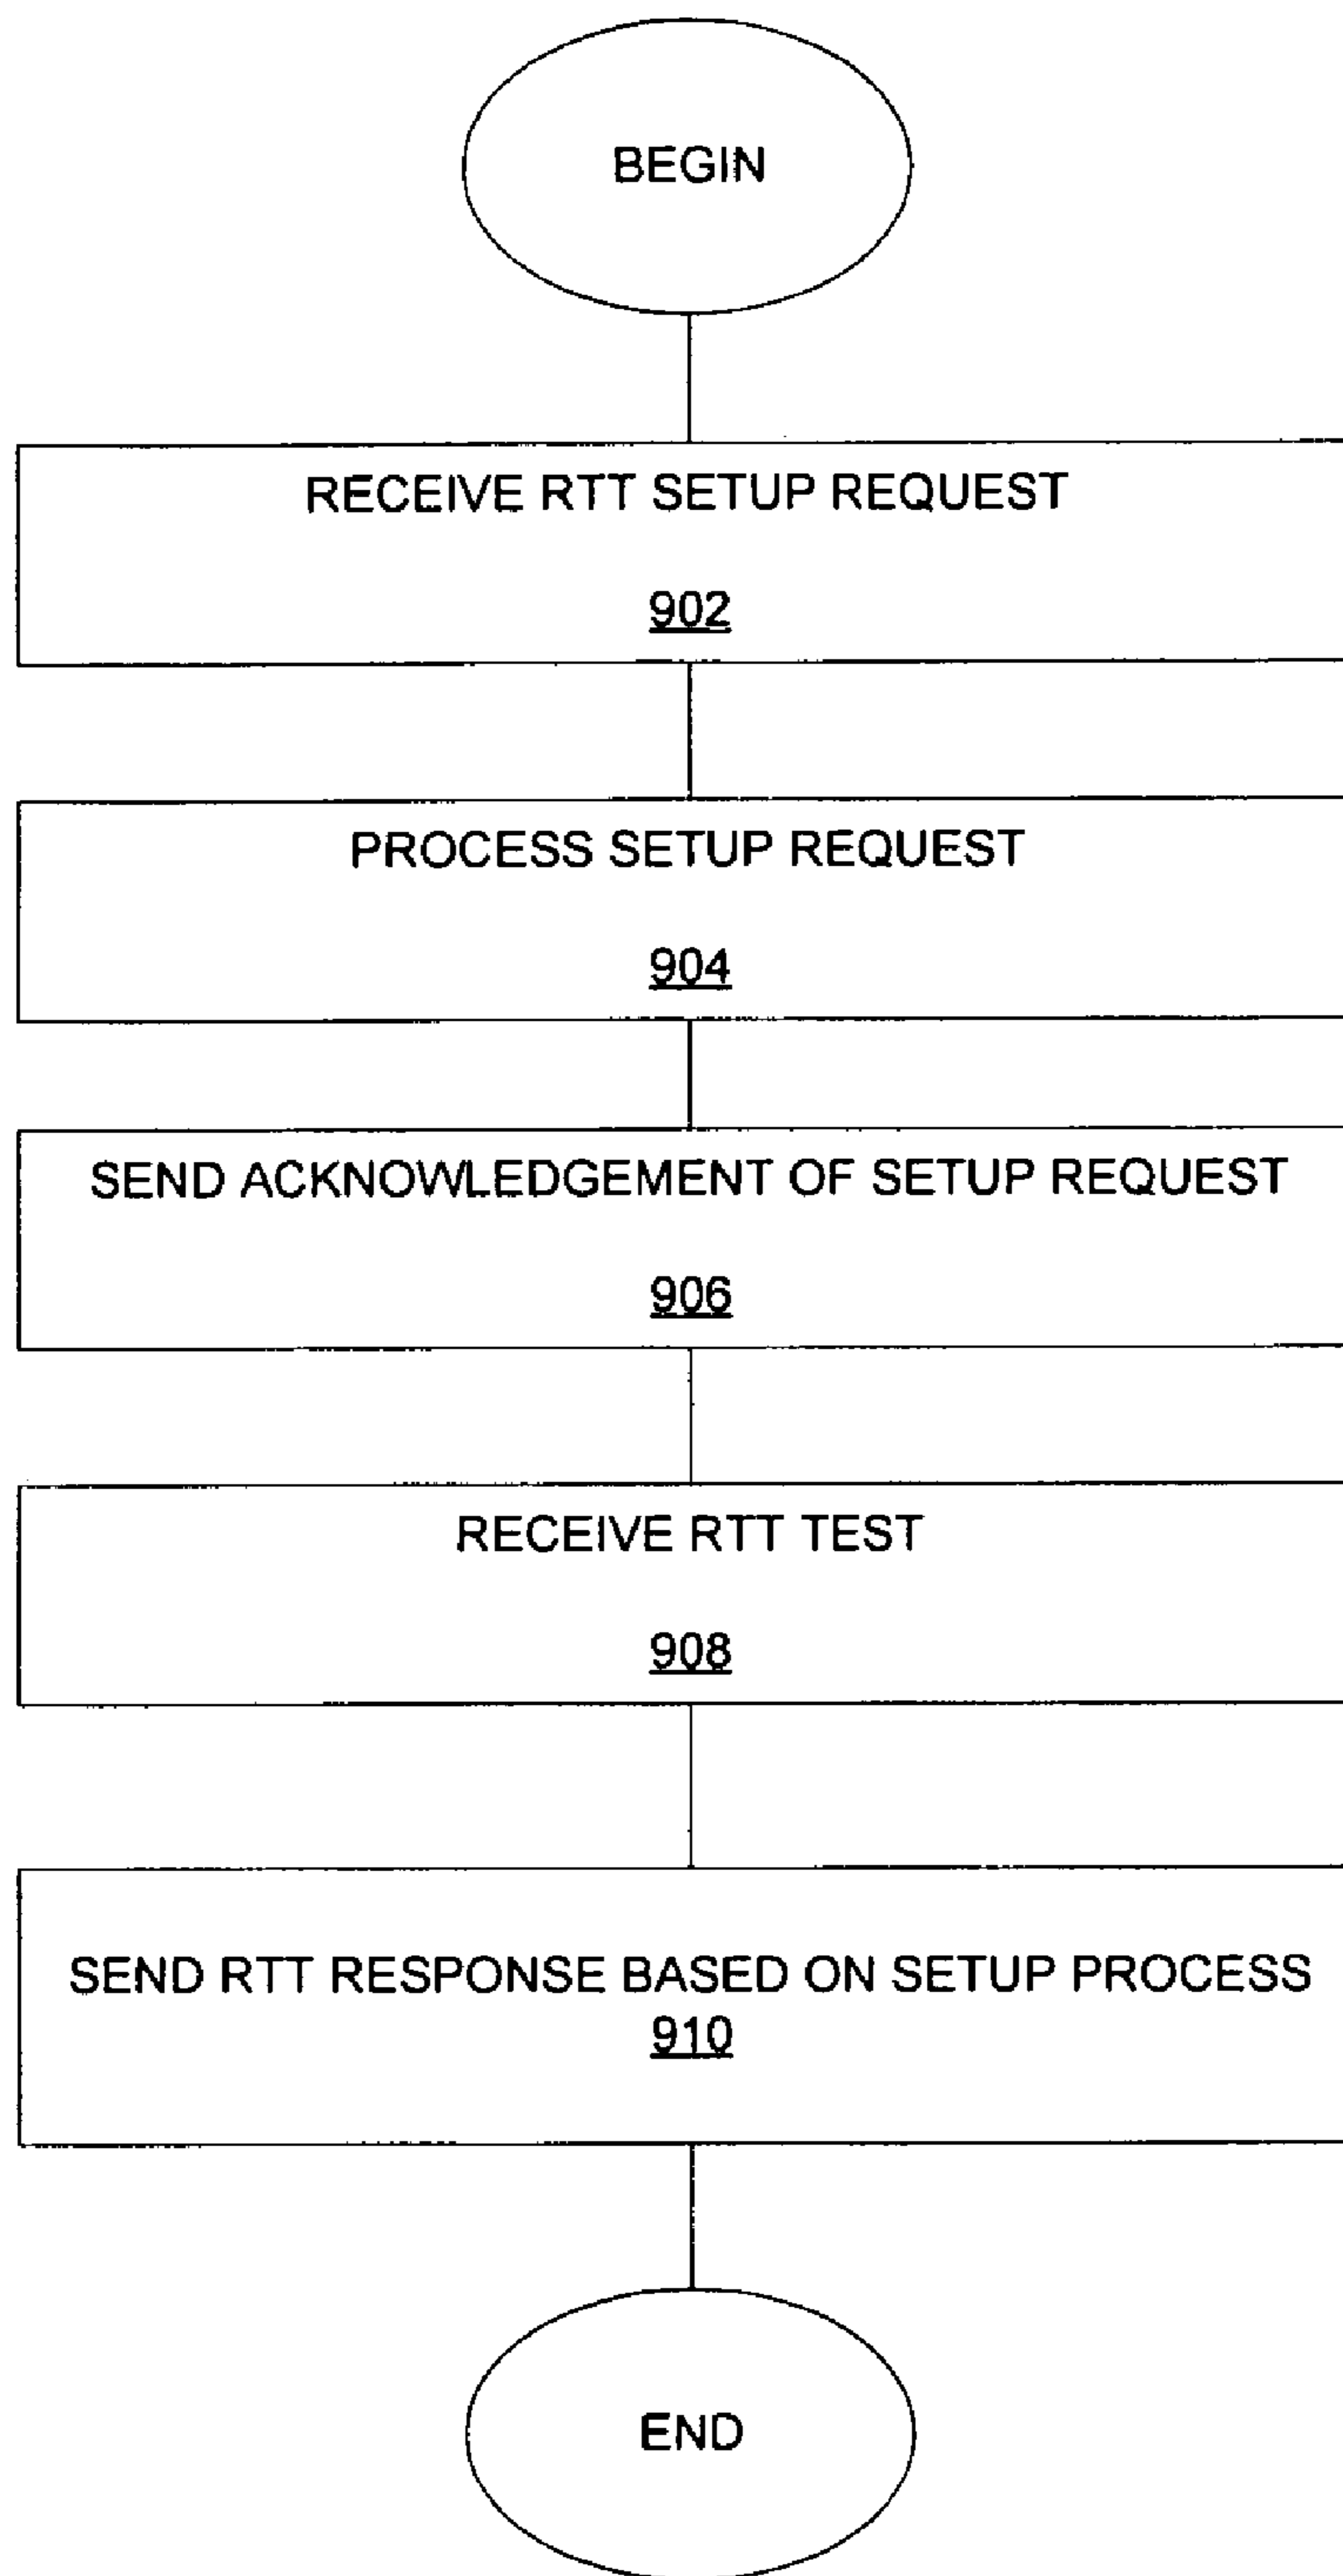 BEGIN
RECEIVE RTT SETUP REQUEST
902
PROCESS SETUP REQUEST
904
SEND ACKNOWLEDGEMENT OF SETUP REQUEST
906
RECEIVE RTT TEST
908
SEND RTT RESPONSE BASED ON SETUP PROCESS
910
END